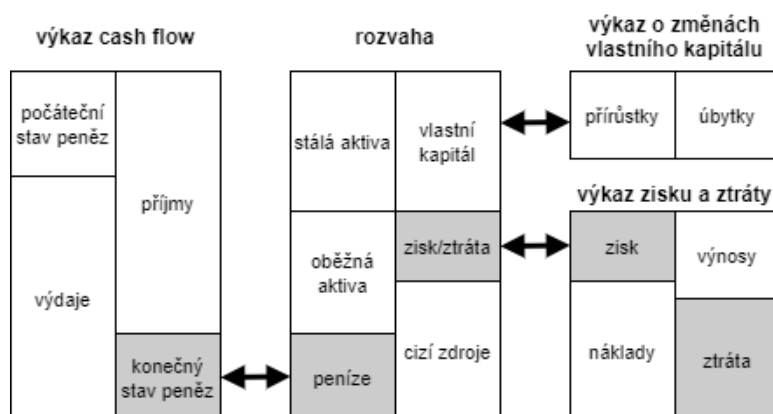 výkaz cash flow
počáteční
stav peněz
příjmy
výdaje
konečný
stav peněz
rozvaha
stálá aktiva
vlastní
kapitál
oběžná
aktiva
zisk/ztráta
peníze
cizí zdroje
výkaz o změnách
vlastního kapitálu
přírůstky
úbytky
výkaz zisku a ztráty
zisk
výnosy
náklady
ztráta